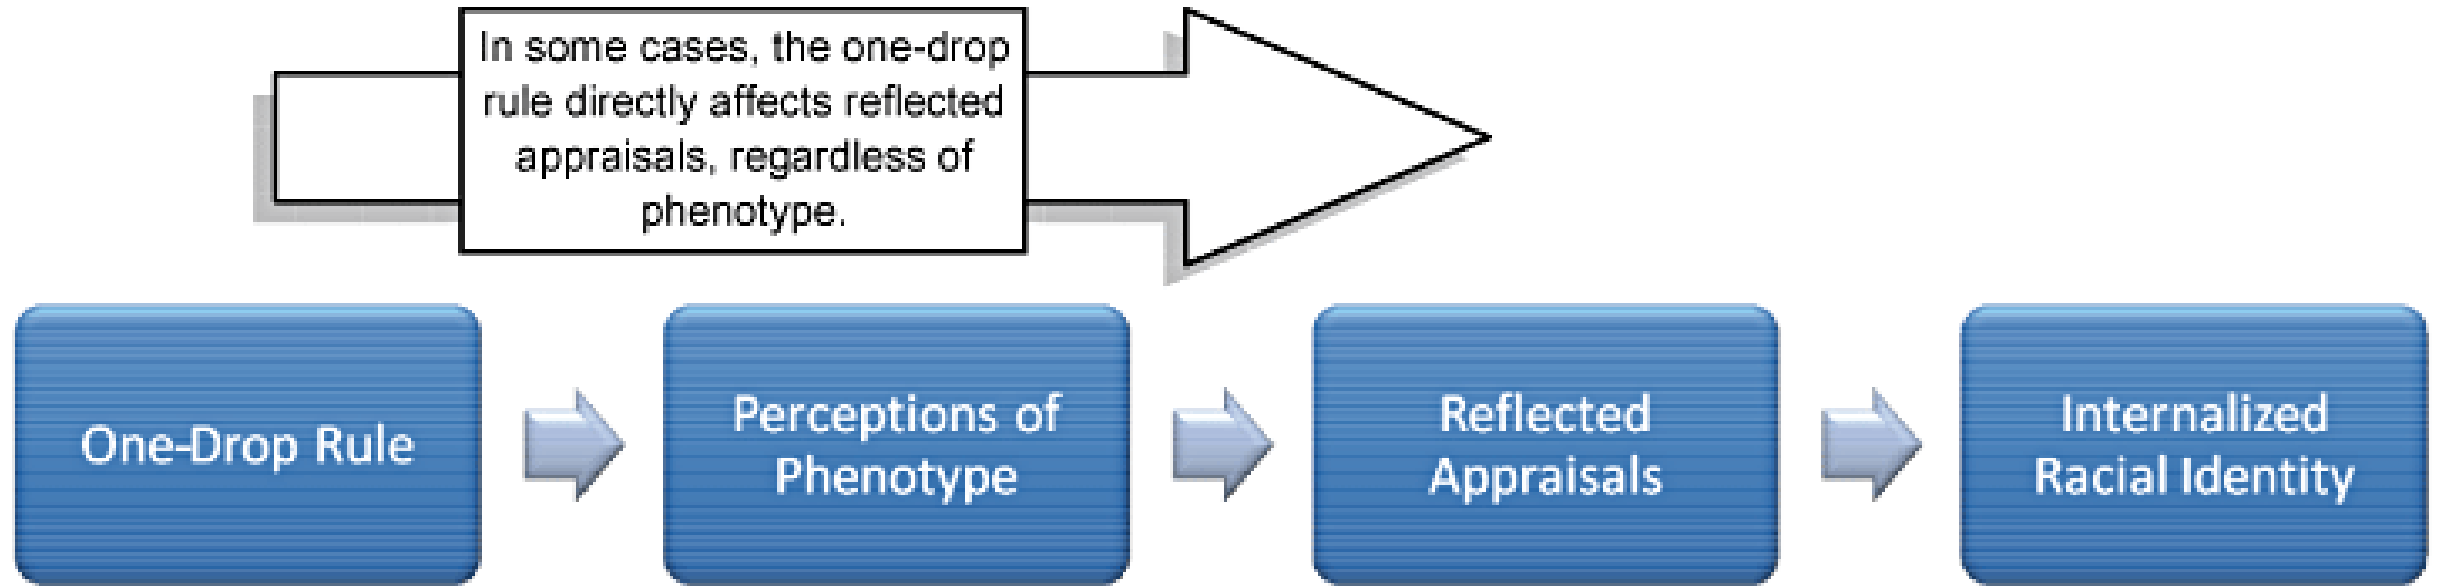 In some cases, the one-drop
rule directly affects reflected
appraisals, regardless of
phenotype.
One-Drop Rule
Perceptions of
Phenotype
Reflected
Appraisals
Internalized
Racial Identity